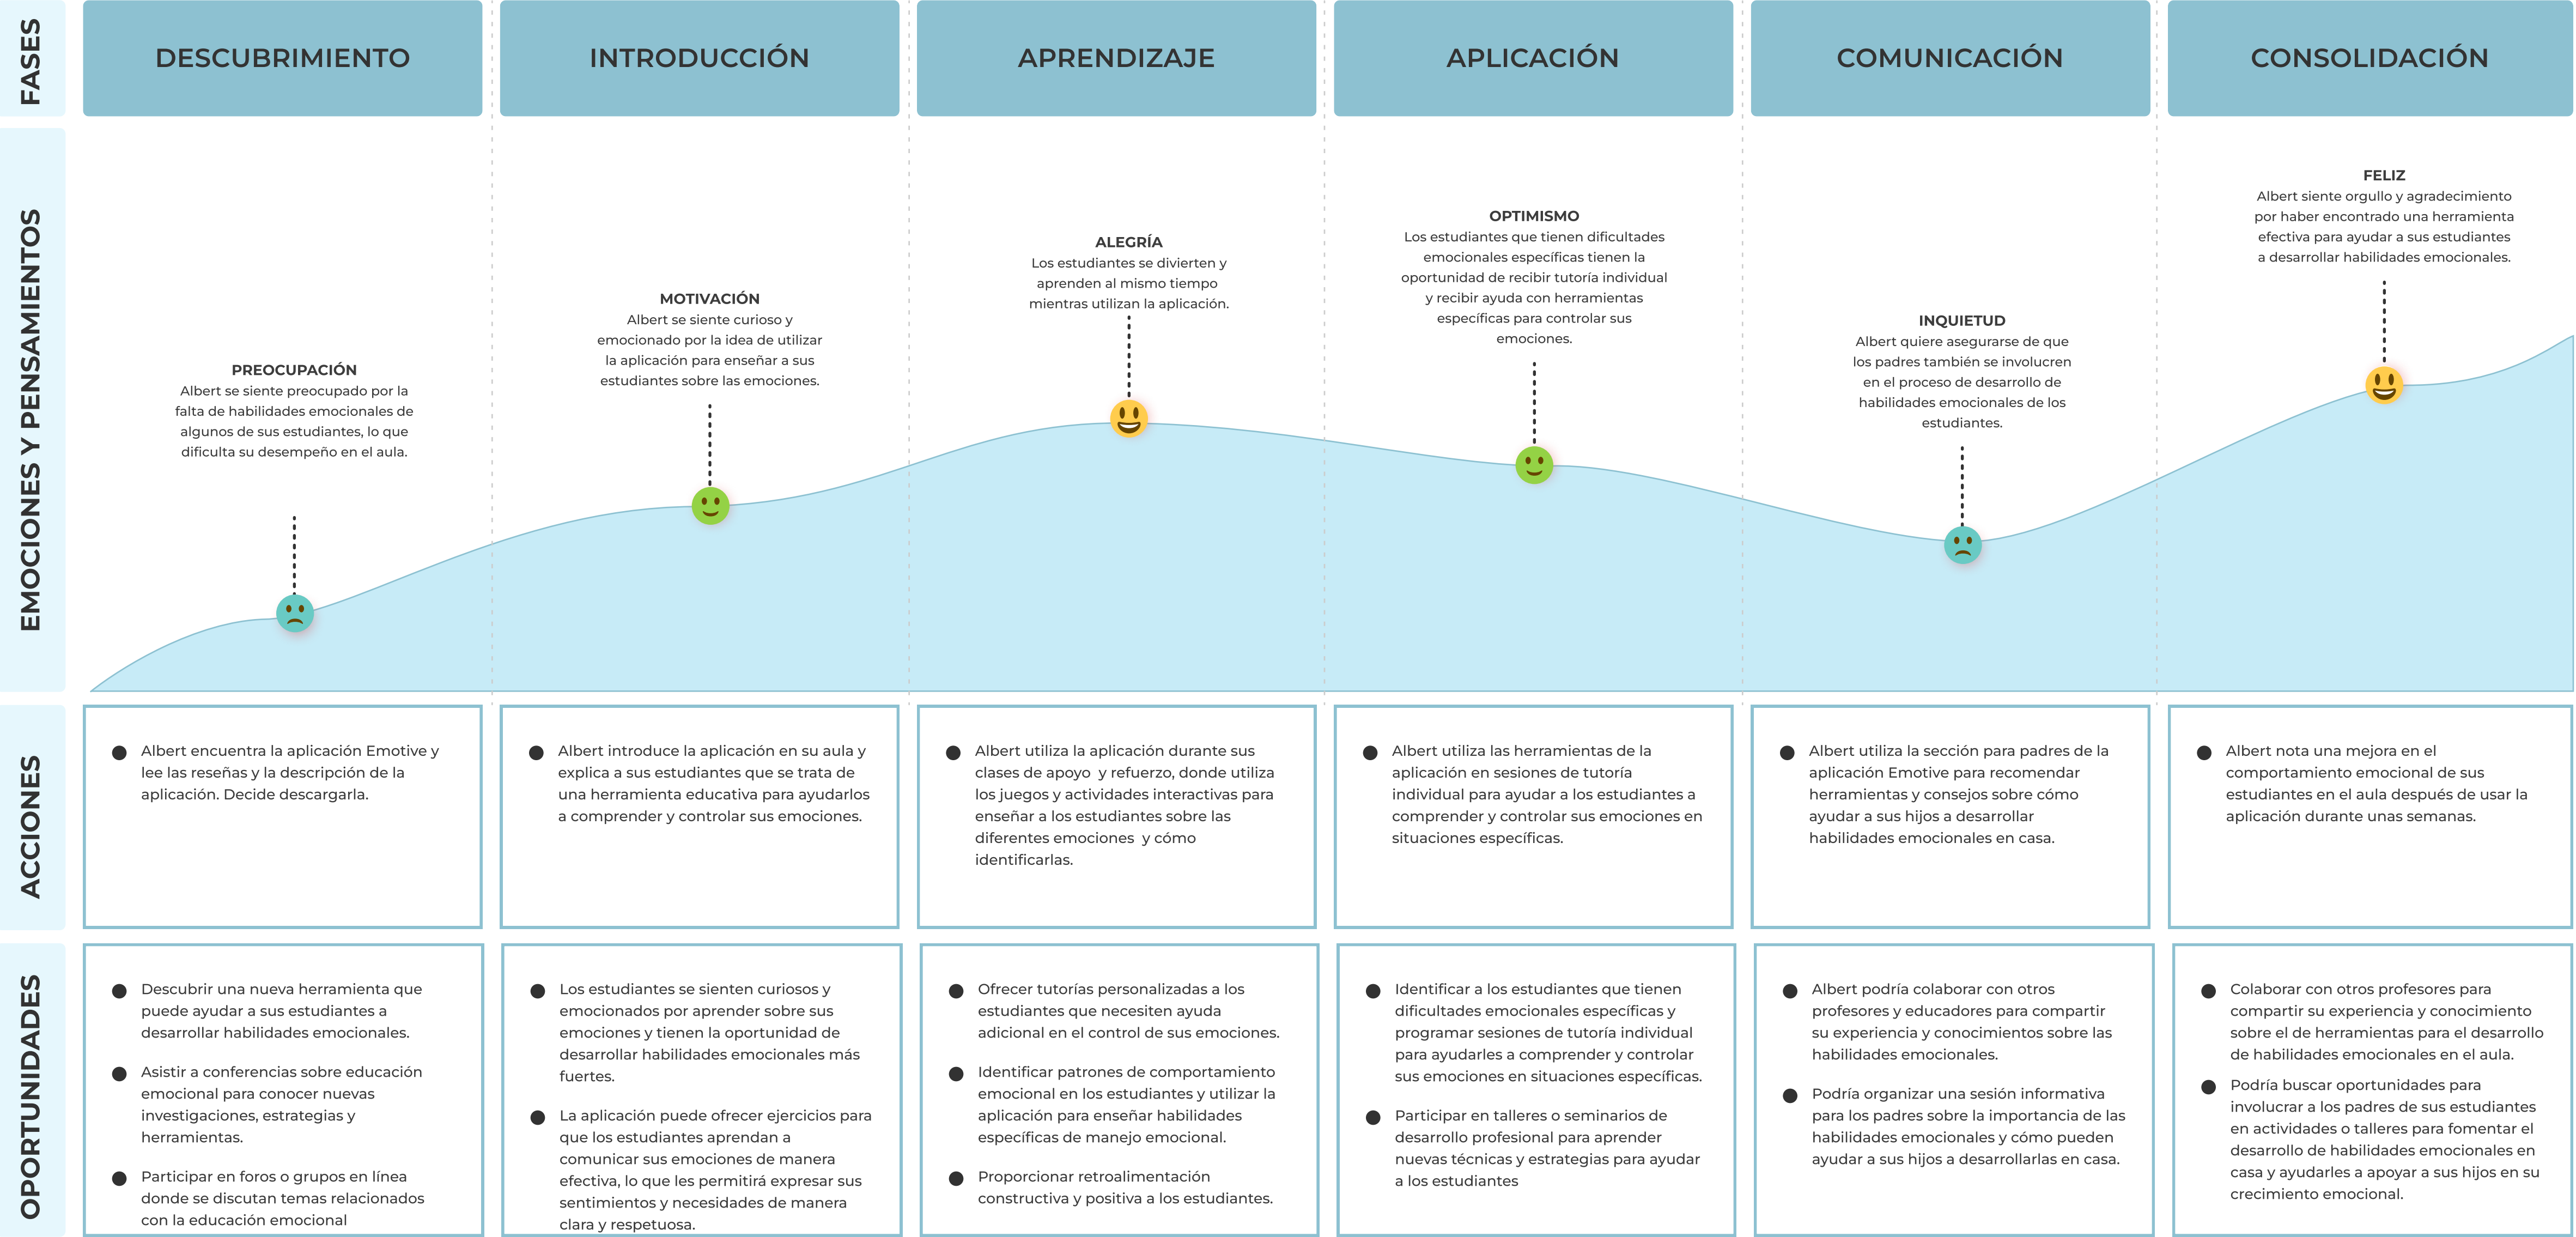 FASES
DESCUBRIMIENTO
INTRODUCCIÓN
APRENDIZAJE
APLICACIÓN
COMUNICACIÓN
CONSOLIDACIÓN
EMOCIONES Y PENSAMIENTOS
PREOCUPACIÓN
Albert se siente preocupado por la
falta de habilidades emocionales de
algunos de sus estudiantes, lo que
dificulta su desempeño en el aula.
MOTIVACIÓN
Albert se siente curioso y
emocionado por la idea de utilizar
la aplicación para enseñar a sus
estudiantes sobre las emociones.
ALEGRÍA
Los estudiantes se divierten y
aprenden al mismo tiempo
mientras utilizan la aplicación.
OPTIMISMO
Los estudiantes que tienen dificultades
emocionales específicas tienen la
oportunidad de recibir tutoría individual
y recibir ayuda con herramientas
específicas para controlar sus
emociones.
INQUIETUD
Albert quiere asegurarse de que
los padres también se involucren
en el proceso de desarrollo de
habilidades emocionales de los
estudiantes.
FELIZ
Albert siente orgullo y agradecimiento
por haber encontrado una herramienta
efectiva para ayudar a sus estudiantes
a desarrollar habilidades emocionales.
ACCIONES
Albert encuentra la aplicación Emotive y
lee las reseñas y la descripción de la
aplicación. Decide descargarla.
Albert introduce la aplicación en su aula y
explica a sus estudiantes que se trata de
una herramienta educativa para ayudarlos
a comprender y controlar sus emociones.
Albert utiliza la aplicación durante sus
clases de apoyo  y refuerzo, donde utiliza
los juegos y actividades interactivas para
enseñar a los estudiantes sobre las
diferentes emociones  y cómo
identificarlas.
Albert utiliza las herramientas de la
aplicación en sesiones de tutoría
individual para ayudar a los estudiantes a
comprender y controlar sus emociones en
situaciones específicas.
Albert utiliza la sección para padres de la
aplicación Emotive para recomendar
herramientas y consejos sobre cómo
ayudar a sus hijos a desarrollar
habilidades emocionales en casa.
Albert nota una mejora en el
comportamiento emocional de sus
estudiantes en el aula después de usar la
aplicación durante unas semanas.
OPORTUNIDADES
Descubrir una nueva herramienta que
puede ayudar a sus estudiantes a
desarrollar habilidades emocionales.
Asistir a conferencias sobre educación
emocional para conocer nuevas
investigaciones, estrategias y
herramientas.
Participar en foros o grupos en línea
donde se discutan temas relacionados
con la educación emocional
Los estudiantes se sienten curiosos y
emocionados por aprender sobre sus
emociones y tienen la oportunidad de
desarrollar habilidades emocionales más
fuertes.
La aplicación puede ofrecer ejercicios para
que los estudiantes aprendan a
comunicar sus emociones de manera
efectiva, lo que les permitirá expresar sus
sentimientos y necesidades de manera
clara y respetuosa.
Ofrecer tutorías personalizadas a los
estudiantes que necesiten ayuda
adicional en el control de sus emociones.
Identificar patrones de comportamiento
emocional en los estudiantes y utilizar la
aplicación para enseñar habilidades
específicas de manejo emocional.
Proporcionar retroalimentación
constructiva y positiva a los estudiantes.
Identificar a los estudiantes que tienen
dificultades emocionales específicas y
programar sesiones de tutoría individual
para ayudarles a comprender y controlar
sus emociones en situaciones específicas.
Participar en talleres o seminarios de
desarrollo profesional para aprender
nuevas técnicas y estrategias para ayudar
a los estudiantes
Albert podría colaborar con otros
profesores y educadores para compartir
su experiencia y conocimientos sobre las
habilidades emocionales.
Podría organizar una sesión informativa
para los padres sobre la importancia de las
habilidades emocionales y cómo pueden
ayudar a sus hijos a desarrollarlas en casa.
Colaborar con otros profesores para
compartir su experiencia y conocimiento
sobre el de herramientas para el desarrollo
de habilidades emocionales en el aula.
Podría buscar oportunidades para
involucrar a los padres de sus estudiantes
en actividades o talleres para fomentar el
desarrollo de habilidades emocionales en
casa y ayudarles a apoyar a sus hijos en su
crecimiento emocional.